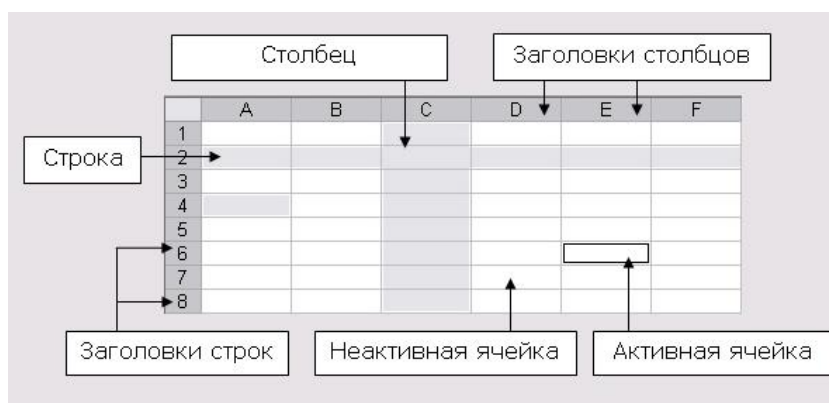 Столбец
Заголовки столбцов
A B C D E F
1
Строка
2
3
4
5
6
7
8
Заголовки строк
Неактивная ячейка
Активная ячейка